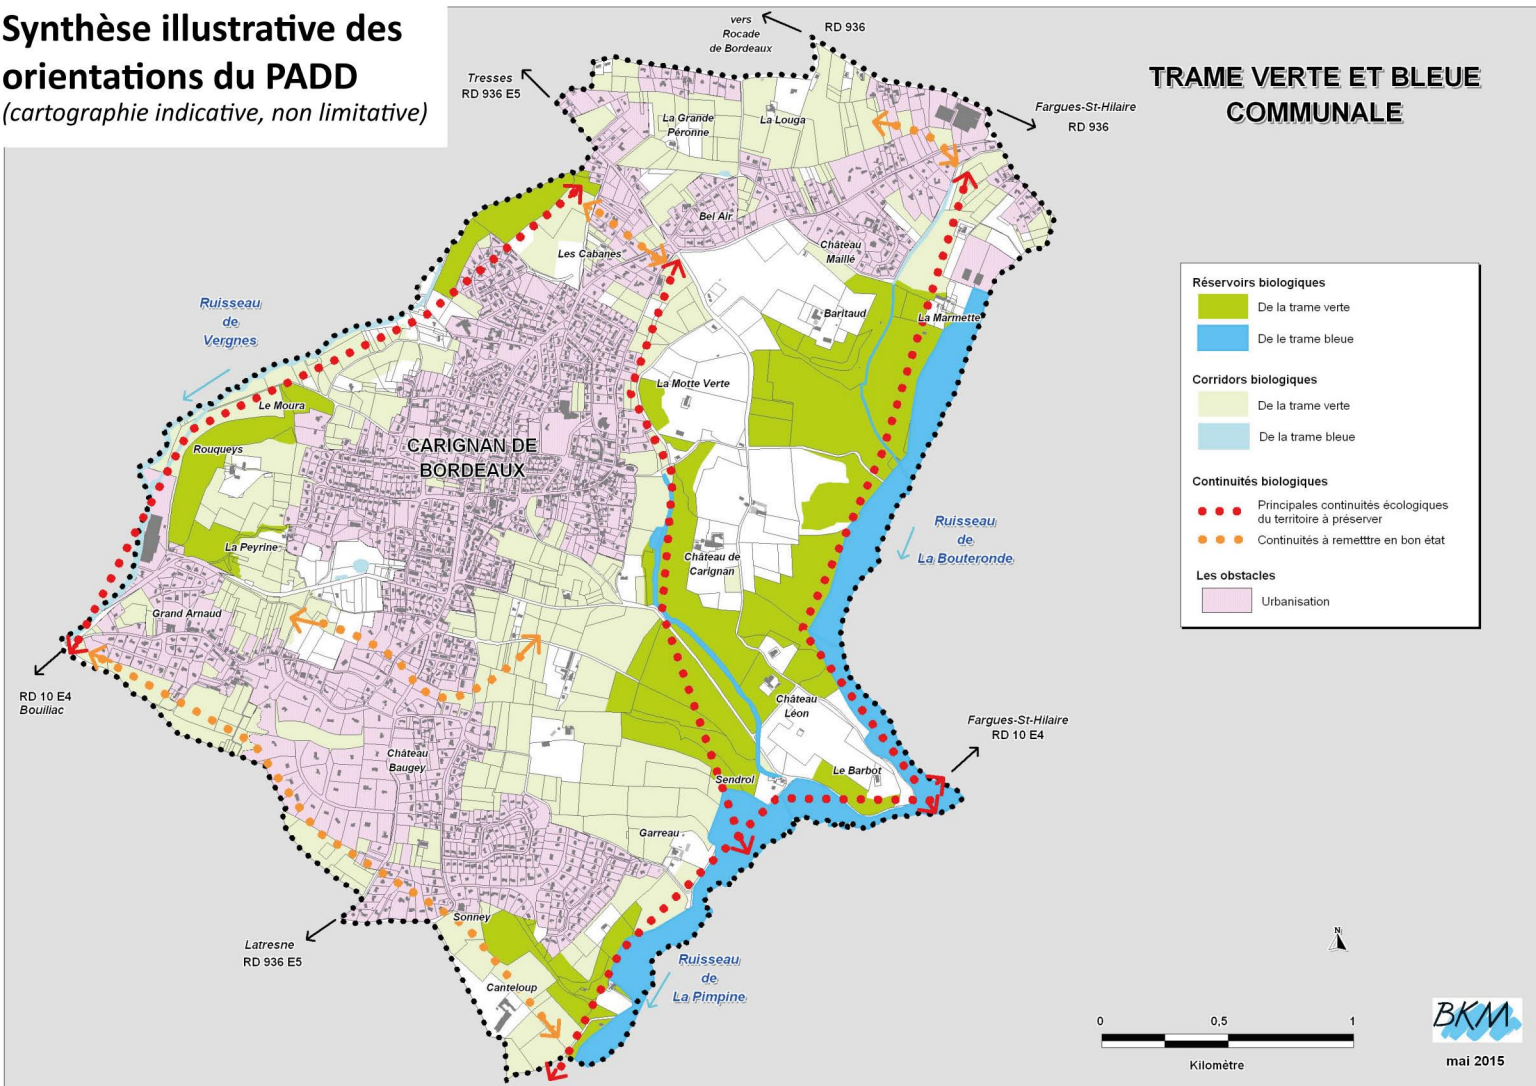 Synthèse illustrative des
orientations du PADD
(cartographie indicative, non limitative)
TRAME VERTE ET BLEUE
COMMUNALE
vers
Rocade
de Bordeaux
RD 936
Tresses
RD 936 E5
Fargues-St-Hilaire
RD 936
La Grande
Péronne
La Louga
Bel Air
Les Cabanes
Château
Maillé
Baritaud
La Marmette
Ruisseau
de
Vergnes
La Motte Verte
Le Moura
Rouqueys
CARIGNAN DE
BORDEAUX
La Peyrine
Château de
Carignan
Ruisseau
de
La Bouteronde
Grand Arnaud
RD 10 E4
Bouiliac
Château
Léon
Fargues-St-Hilaire
RD 10 E4
Château
Baugey
Sendrol
Le Barbot
Garreau
Sonney
Latresne
RD 936 E5
Canteloup
Ruisseau
de
La Pimpine
Réservoirs biologiques
De la trame verte
De le trame bleue
Corridors biologiques
De la trame verte
De la trame bleue
Continuités biologiques
Principales continuités écologiques
du territoire à préserver
Continuités à remetttre en bon état
Les obstacles
Urbanisation
N
0 0,5 1
Kilomètre
BKM
mai 2015